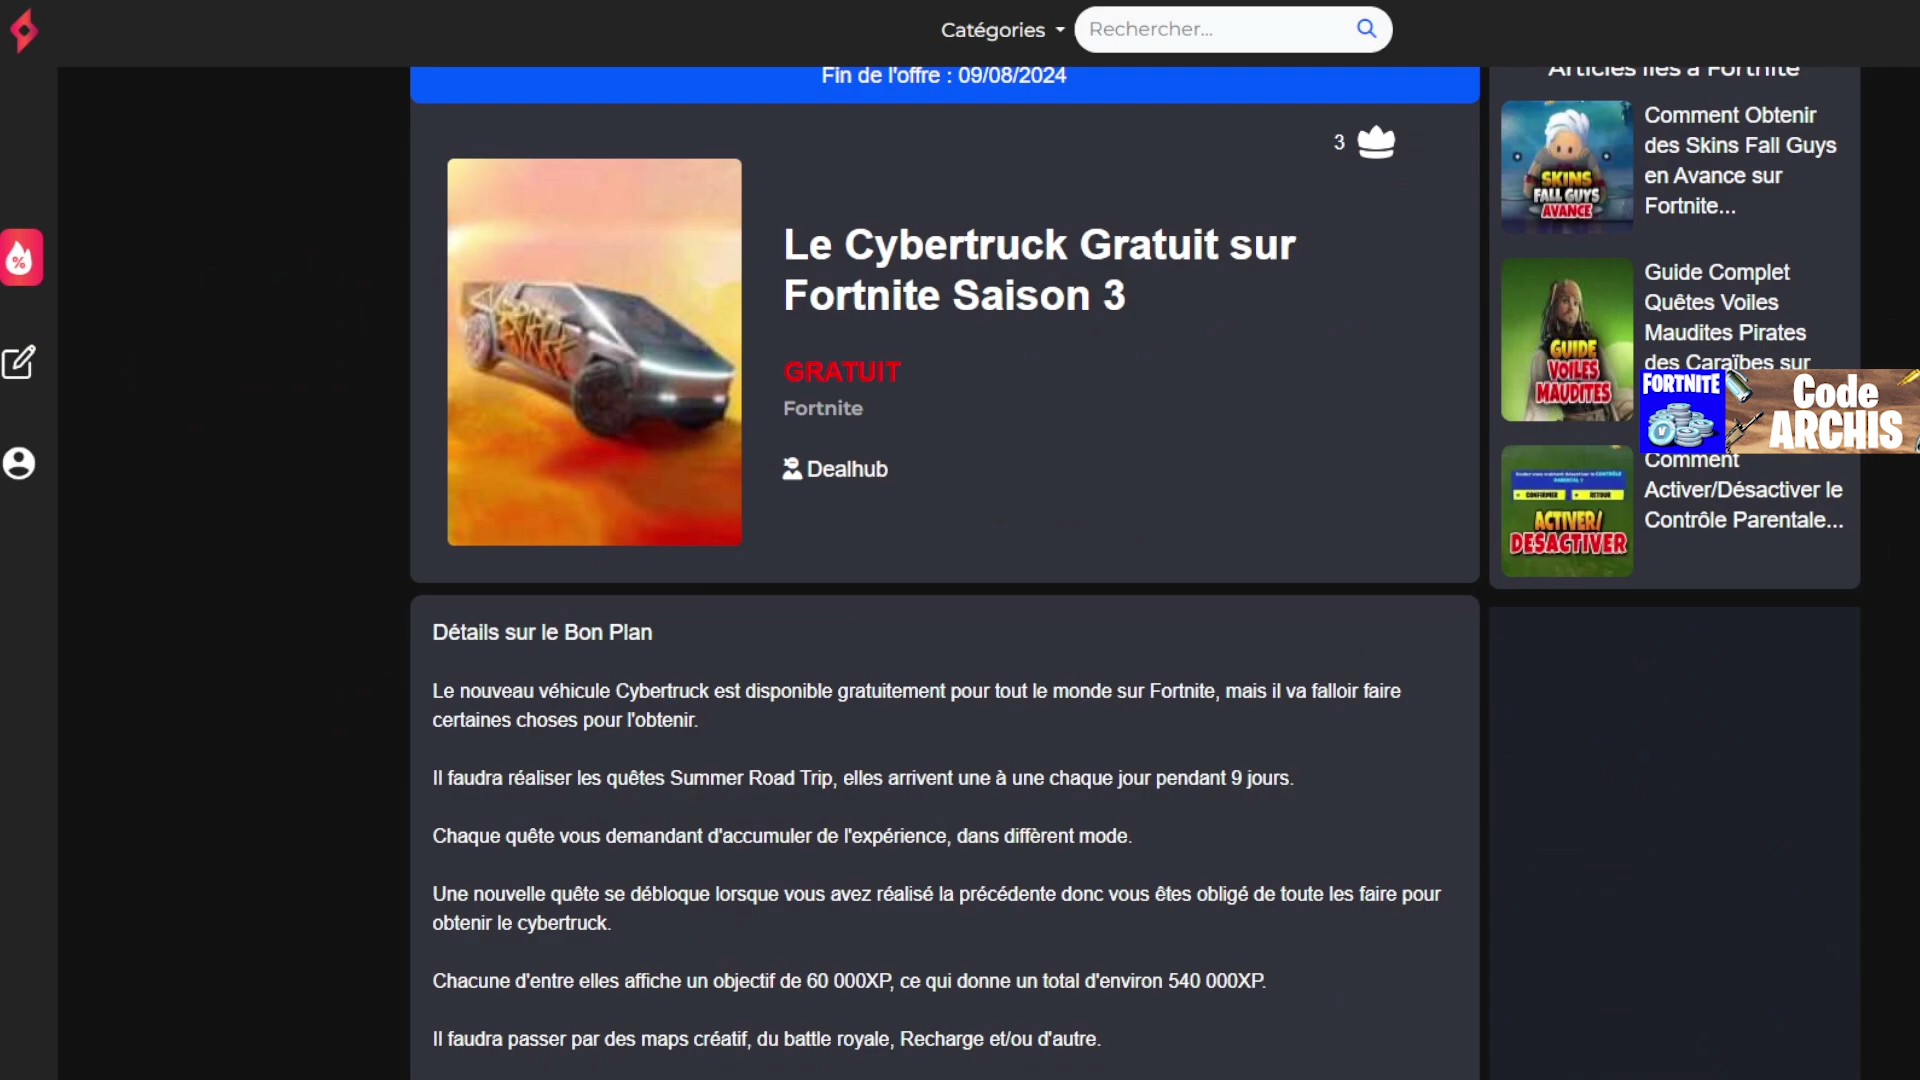 Catégories
Rechercher...
Fin de l'offre : 09/08/2024
3
Le Cybertruck Gratuit sur
Fortnite Saison 3
GRATUIT
Fortnite
Dealhub
Détails sur le Bon Plan
Le nouveau véhicule Cybertruck est disponible gratuitement pour tout le monde sur Fortnite, mais il va falloir faire
certaines choses pour l'obtenir.
Il faudra réaliser les quêtes Summer Road Trip, elles arrivent une à une chaque jour pendant 9 jours.
Chaque quête vous demandant d'accumuler de l'expérience, dans diffèrent mode.
Une nouvelle quête se débloque lorsque vous avez réalisé la précédente donc vous êtes obligé de toute les faire pour
obtenir le cybertruck.
Chacune d'entre elles affiche un objectif de 60 000XP, ce qui donne un total d'environ 540 000XP.
Il faudra passer par des maps créatif, du battle royale, Recharge et/ou d'autre.
Articles liés à Fortnite
SKINS
FALL GUYS
AVANCE
Comment Obtenir
des Skins Fall Guys
en Avance sur
Fortnite...
GUIDE
VOILES
MAUDITES
Guide Complet
Quêtes Voiles
Maudites Pirates
des Caraïbes sur
FORTNITE
Code
ARCHIS
CONFIRMER
RETOUR
ACTIVER/
DESACTIVER
Comment
Activer/Désactiver le
Contrôle Parentale...